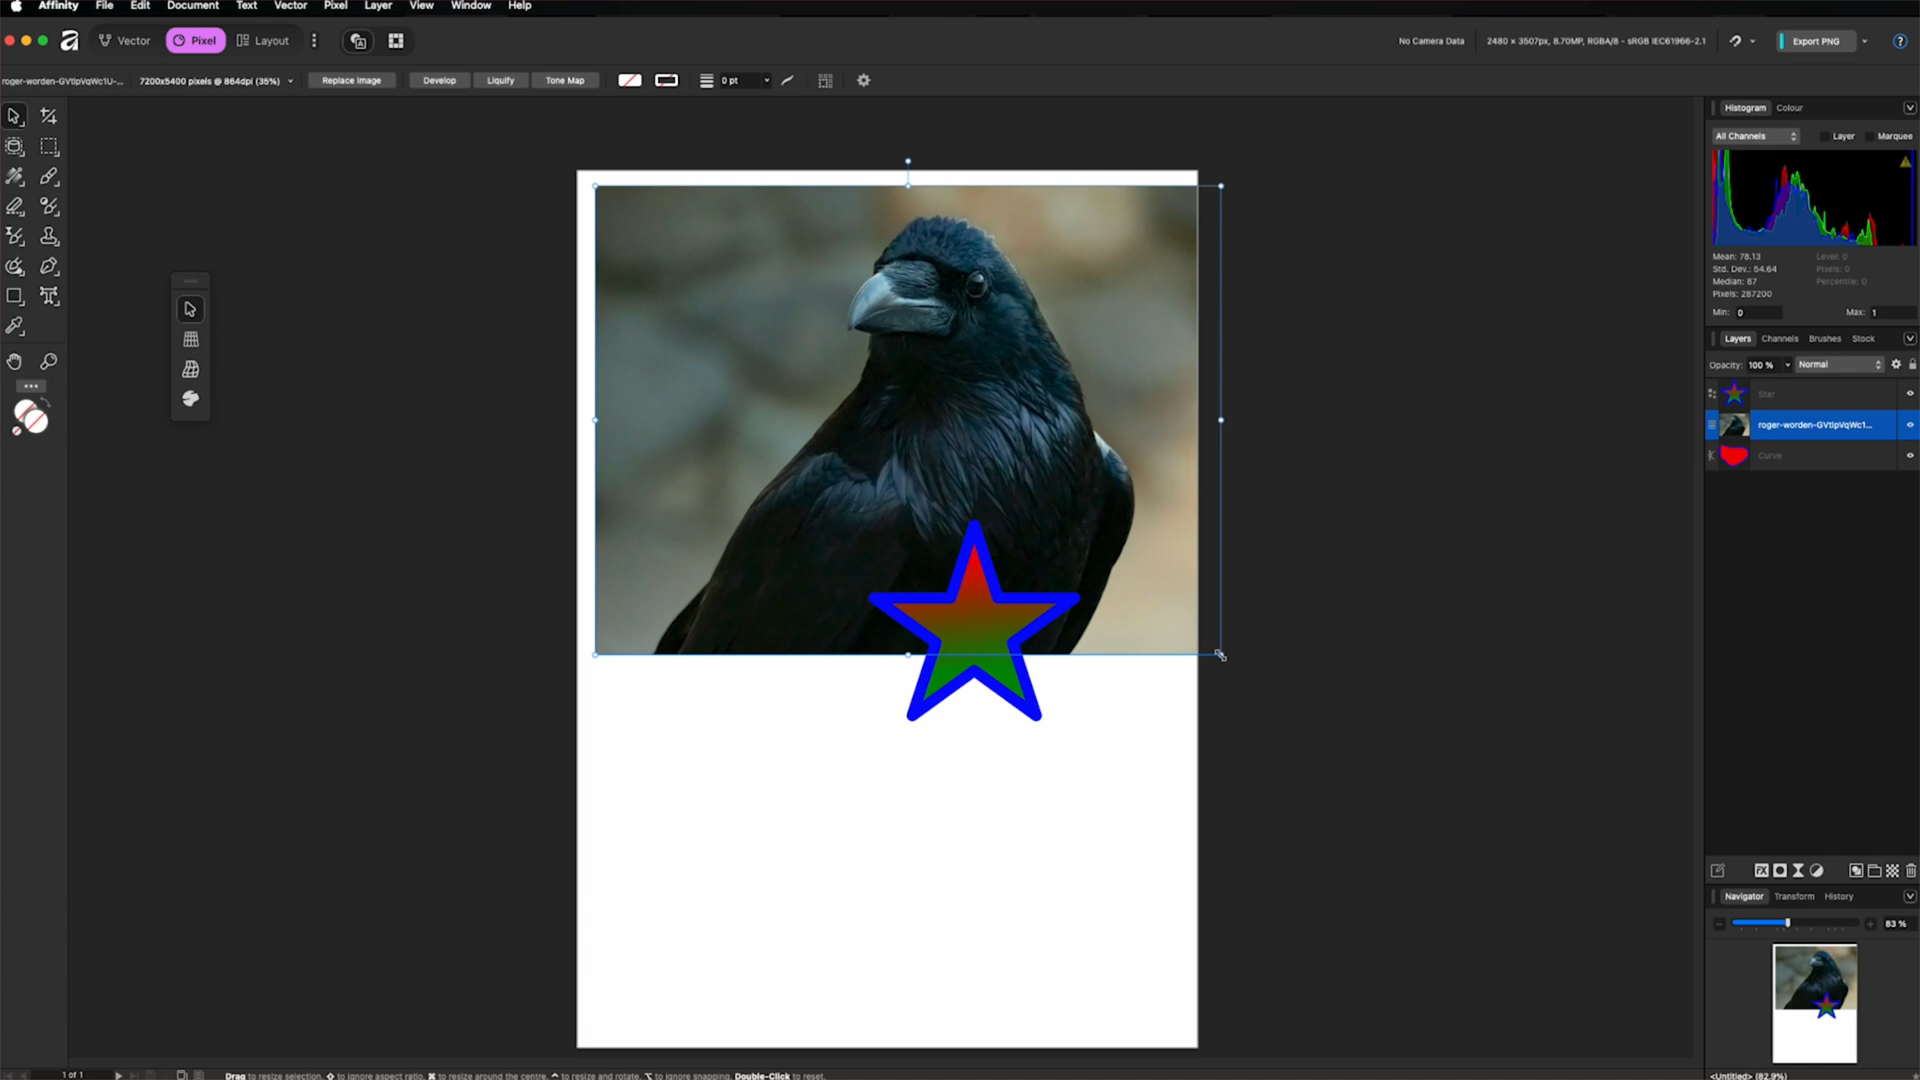 Affinity File Edit Document Text Vector Pixel Layer View Window Help
Vector Pixel Layout No Camera Data 2480 × 3507px, 8.70MP, RGBA/8 - sRGB IEC61966-2.1 Export PNG
roger-worden-GVtIpVqWc1U-... 7200x5400 pixels @ 864dpi (35%) Replace Image Develop Liquify Tone Map 0 pt
Histogram Colour
All Channels Layer Marquee
Mean: 78.13 Level: 0
Std. Dev.: 54.64 Pixels: 0
Median: 87 Percentile: 0
Pixels: 287200
Min: 0 Max: 1
Layers Channels Brushes Stock
Opacity: 100 % Normal
Star
roger-worden-GVtIpVqWc1...
Curve
Navigator Transform History
83 %
1 of 1 Drag to resize selection. ⇧ to ignore aspect ratio. ⌘ to resize around the centre. ^ to resize and rotate. ⌥ to ignore snapping. Double-Click to reset. <Untitled> (82.9%)